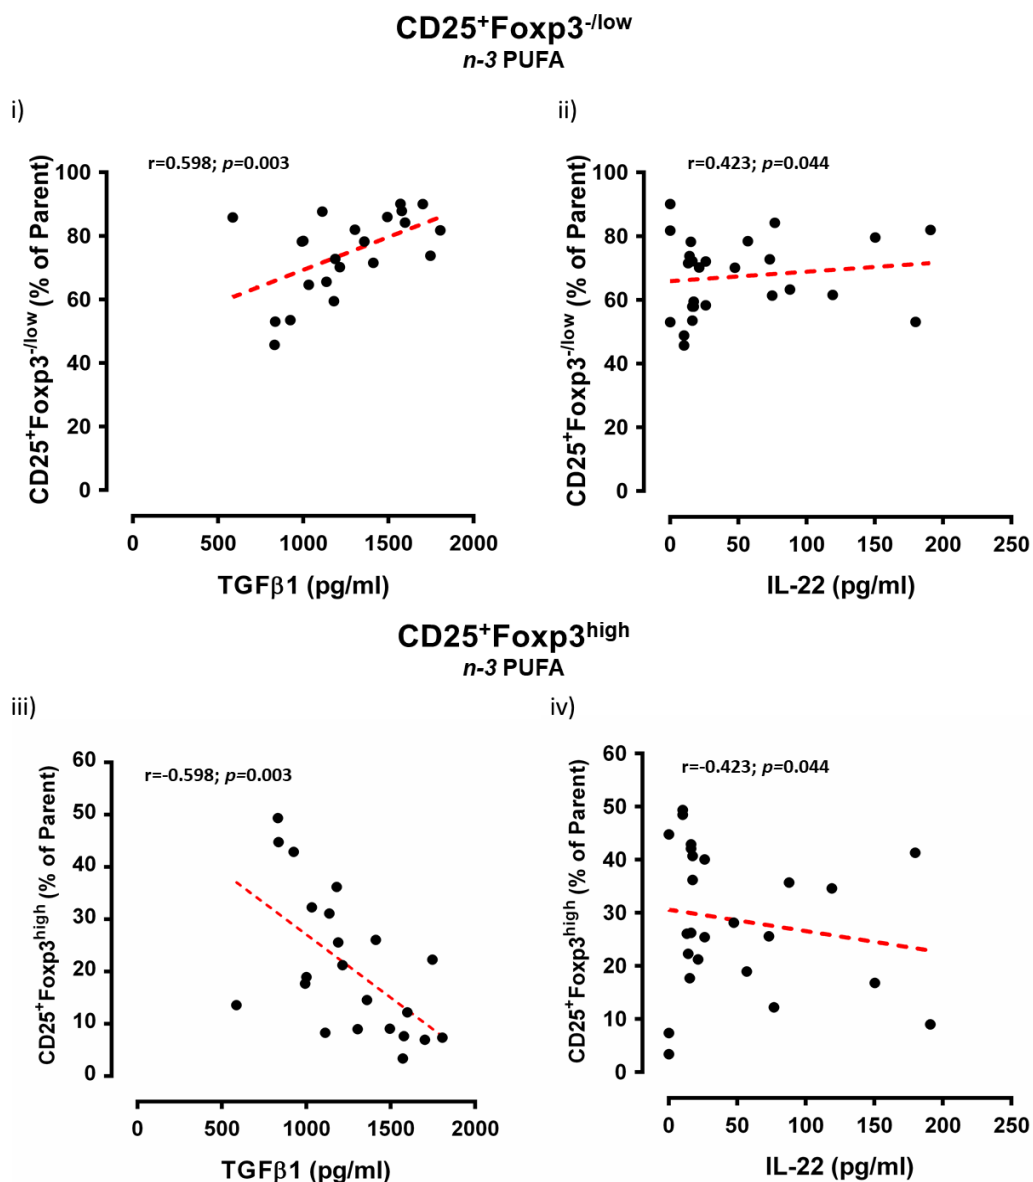 CD25⁺Foxp3⁻/ˡᵒʷ
n-3 PUFA
i)
ii)
r=0.598; p=0.003
r=0.423; p=0.044
CD25⁺Foxp3⁻/ˡᵒʷ (% of Parent)
100
80
60
40
20
0
0 500 1000 1500 2000
TGFβ1 (pg/ml)
CD25⁺Foxp3⁻/ˡᵒʷ (% of Parent)
100
80
60
40
20
0
0 50 100 150 200 250
IL-22 (pg/ml)
CD25⁺Foxp3ʰⁱᵍʰ
n-3 PUFA
iii)
iv)
r=-0.598; p=0.003
r=-0.423; p=0.044
CD25⁺Foxp3ʰⁱᵍʰ (% of Parent)
60
50
40
30
20
10
0
0 500 1000 1500 2000
TGFβ1 (pg/ml)
CD25⁺Foxp3ʰⁱᵍʰ (% of Parent)
60
50
40
30
20
10
0
0 50 100 150 200 250
IL-22 (pg/ml)